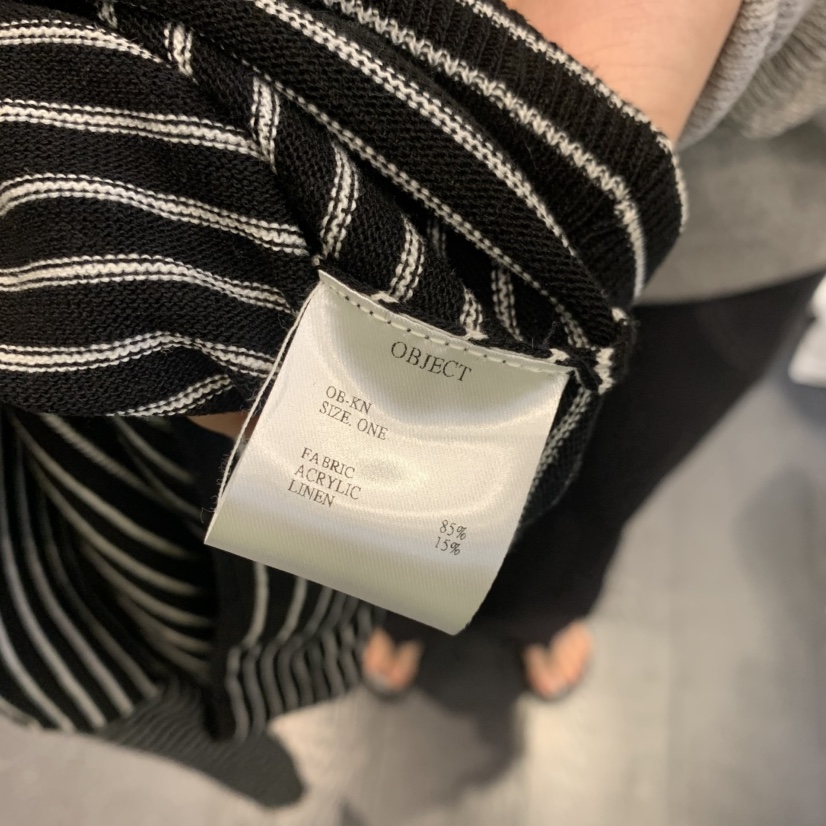 OBJECT
OB-KN
SIZE. ONE
FABRIC
ACRYLIC 85%
LINEN 15%